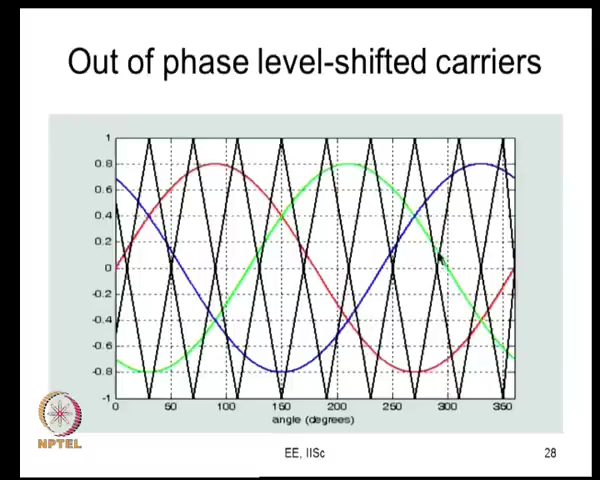 Out of phase level-shifted carriers
1
0.8
0.6
0.4
0.2
0
-0.2
-0.4
-0.6
-0.8
-1
0 50 100 150 200 250 300 350
angle (degrees)
NPTEL
EE, IISc
28